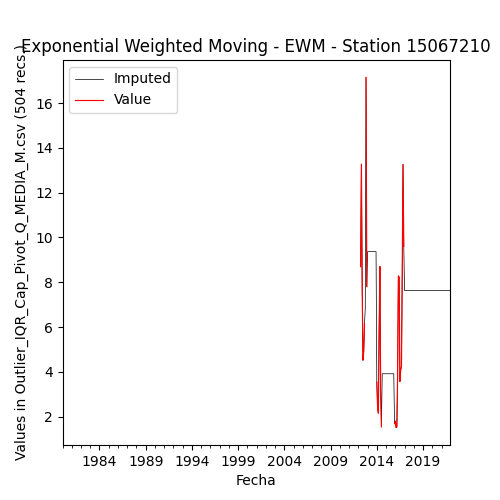 Exponential Weighted Moving - EWM - Station 15067210
Imputed
Value
Values in Outlier_IQR_Cap_Pivot_Q_MEDIA_M.csv (504 recs.)
16
14
12
10
8
6
4
2
1984 1989 1994 1999 2004 2009 2014 2019
Fecha